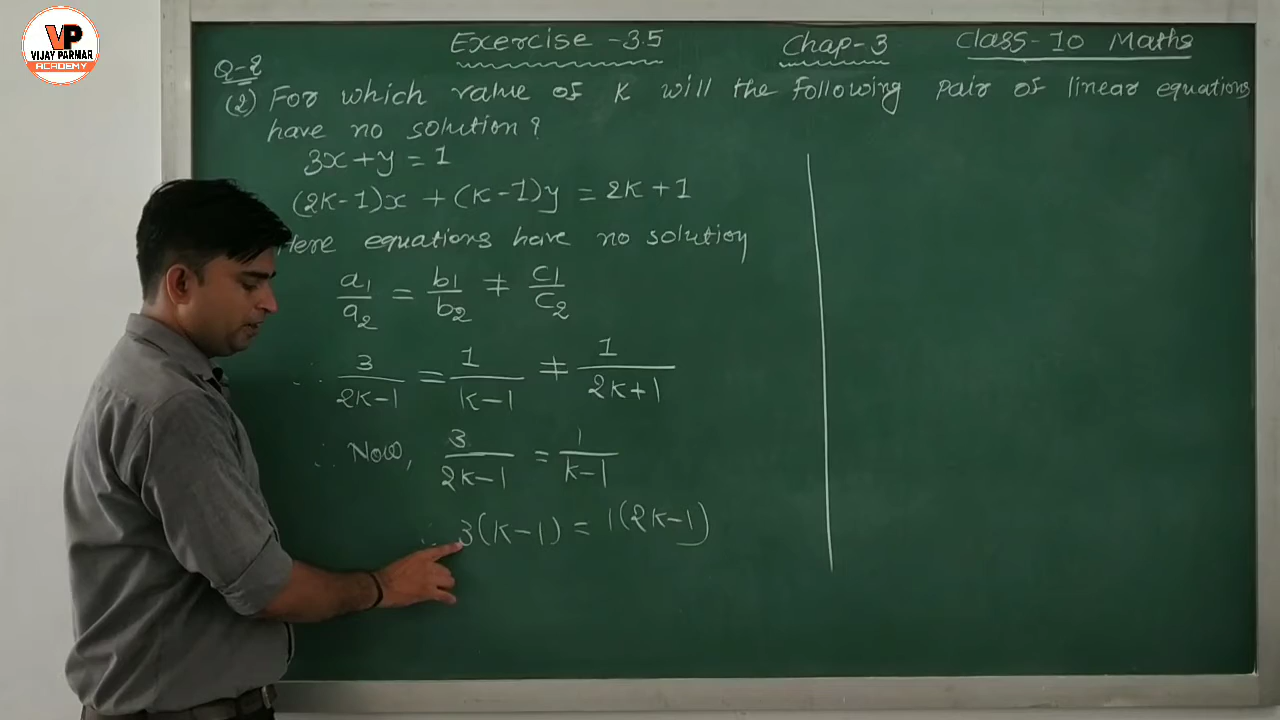 VP
VIJAY PARMAR
ACADEMY
Exercise - 3.5 Chap-3 Class-10 Maths
Q-2
(2) For which value of K will the following pair of linear equations
have no solution?
3x + y = 1
(2K-1)x + (K-1)y = 2K+1
Here equations have no solution
a₁/a₂ = b₁/b₂ ≠ c₁/c₂
∴ 3/(2K-1) = 1/(K-1) ≠ 1/(2K+1)
∴ Now, 3/(2K-1) = 1/(K-1)
∴ 3(K-1) = 1(2K-1)